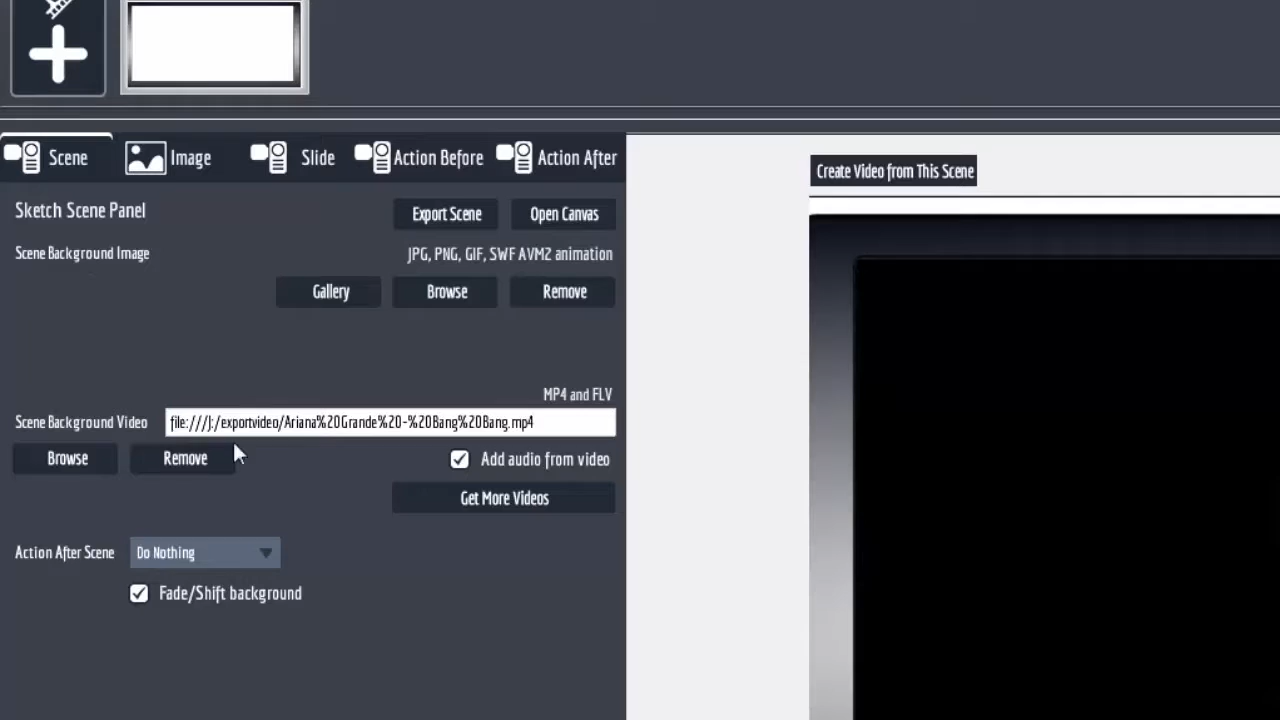 Scene Image Slide Action Before Action After
Create Video from This Scene
Sketch Scene Panel Export Scene Open Canvas
Scene Background Image JPG, PNG, GIF, SWF AVM2 animation
Gallery Browse Remove
MP4 and FLV
Scene Background Video file:///J:/exportvideo/Ariana%20Grande%20-%20Bang%20Bang.mp4
Browse Remove Add audio from video
Get More Videos
Action After Scene Do Nothing
Fade/Shift background